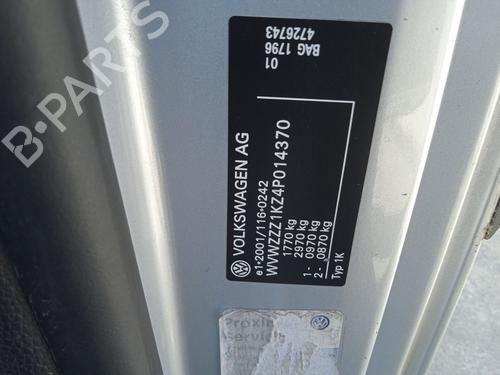 01
BAG 1796
4726743
VOLKSWAGEN AG
e1*2001/116*0242
WVWZZZ1KZ4P014370
1770 kg
2970 kg
1- 0970 kg
2- 0870 kg
Typ 1K
B-PARTS